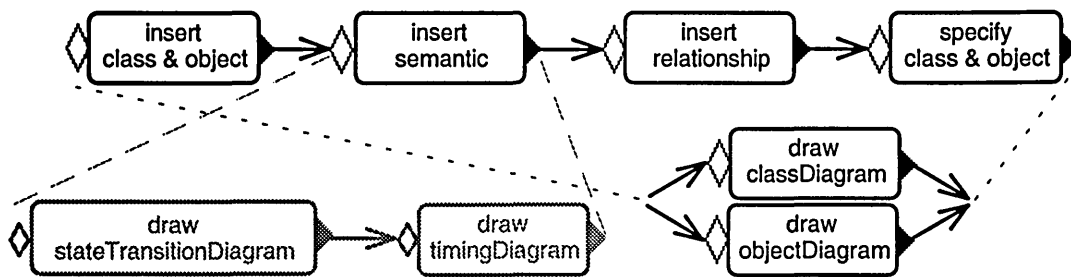 insert
class & object
insert
semantic
insert
relationship
specify
class & object
draw
classDiagram
draw
stateTransitionDiagram
draw
timingDiagram
draw
objectDiagram